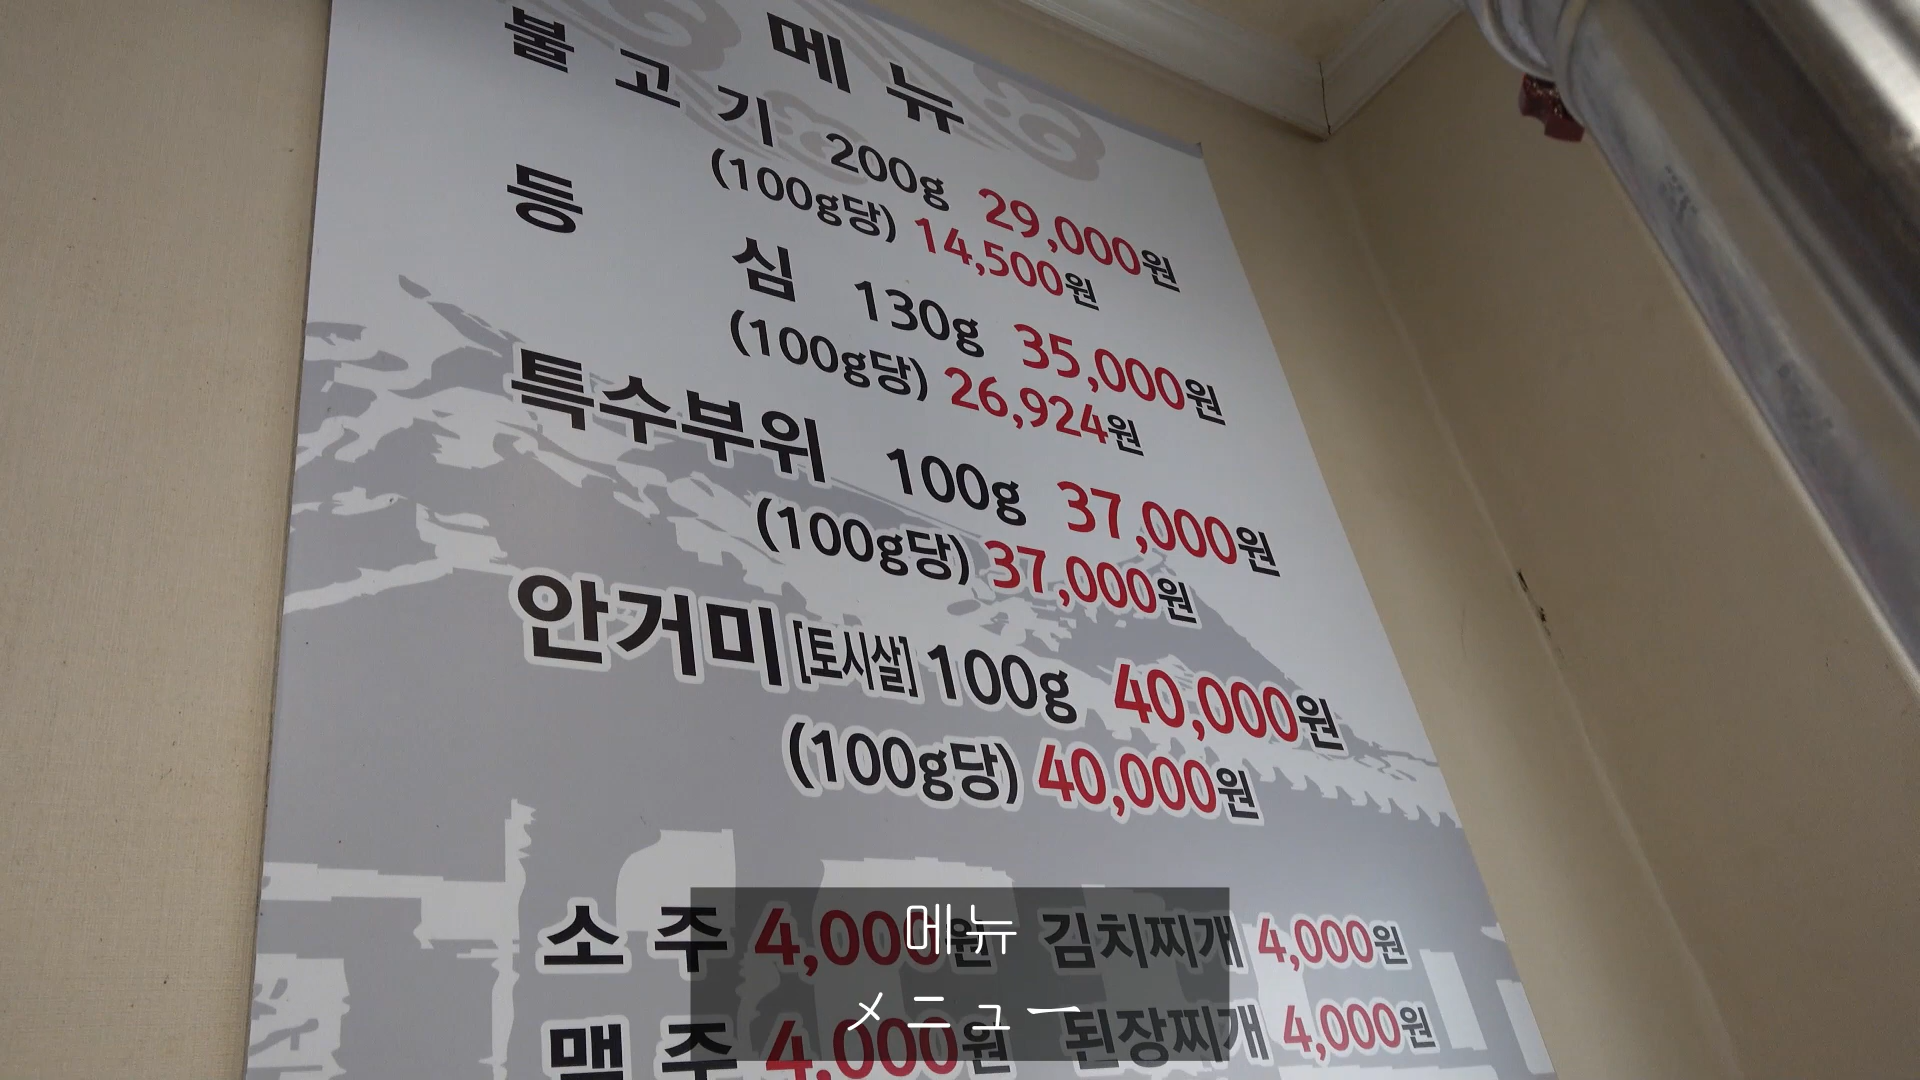 메뉴
불고기 200g 29,000원
(100g당) 14,500원
등심 130g 35,000원
(100g당) 26,924원
특수부위 100g 37,000원
(100g당) 37,000원
안거미[토시살] 100g 40,000원
(100g당) 40,000원
소주 4,000원 김치찌개 4,000원
맥주 4,000원 된장찌개 4,000원
메뉴
メニュー